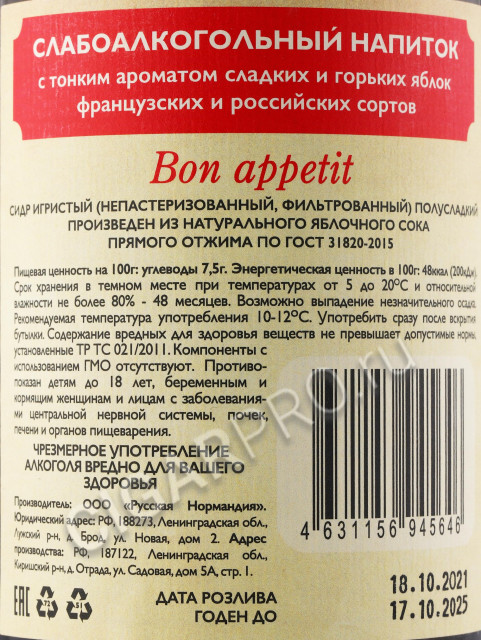 СЛАБОАЛКОГОЛЬНЫЙ НАПИТОК
С ТОНКИМ АРОМАТОМ СЛАДКИХ И ГОРЬКИХ ЯБЛОК
ФРАНЦУЗСКИХ И РОССИЙСКИХ СОРТОВ
Bon appetit
СИДР ИГРИСТЫЙ (НЕПАСТЕРИЗОВАННЫЙ, ФИЛЬТРОВАННЫЙ) ПОЛУСЛАДКИЙ
ПРОИЗВЕДЕН ИЗ НАТУРАЛЬНОГО ЯБЛОЧНОГО СОКА
ПРЯМОГО ОТЖИМА ПО ГОСТ 31820-2015
Пищевая ценность на 100г: углеводы 7,5г. Энергетическая ценность в 100г: 48ккал (200кДж).
Срок хранения в темном месте при температурах от 5 до 20°С и относительной
влажности не более 80% - 48 месяцев. Возможно выпадение незначительного осадка.
Рекомендуемая температура употребления 10-12°С. Употребить сразу после вскрытия
бутылки. Содержание вредных для здоровья веществ не превышает допустимые нормы,
установленные ТР ТС 021/2011. Компоненты с
использованием ГМО отсутствуют. Противо-
показан детям до 18 лет, беременным и
кормящим женщинам и лицам с заболевания-
ми центральной нервной системы, почек,
печени и органов пищеварения.
ЧРЕЗМЕРНОЕ УПОТРЕБЛЕНИЕ
АЛКОГОЛЯ ВРЕДНО ДЛЯ ВАШЕГО
ЗДОРОВЬЯ
Производитель: ООО «Русская Нормандия».
Юридический адрес: РФ, 188273, Ленинградская обл.,
Лужский р-н, д. Брод, ул. Новая, дом 2. Адрес
производства: РФ, 187122, Ленинградская обл.,
Киришский р-н, д. Отрада, ул. Садовая, дом 5А, стр. 1.
4 631156 945646
EAC 72 51
ДАТА РОЗЛИВА 18.10.2021
ГОДЕН ДО 17.10.2025
CIGARPRO.ru